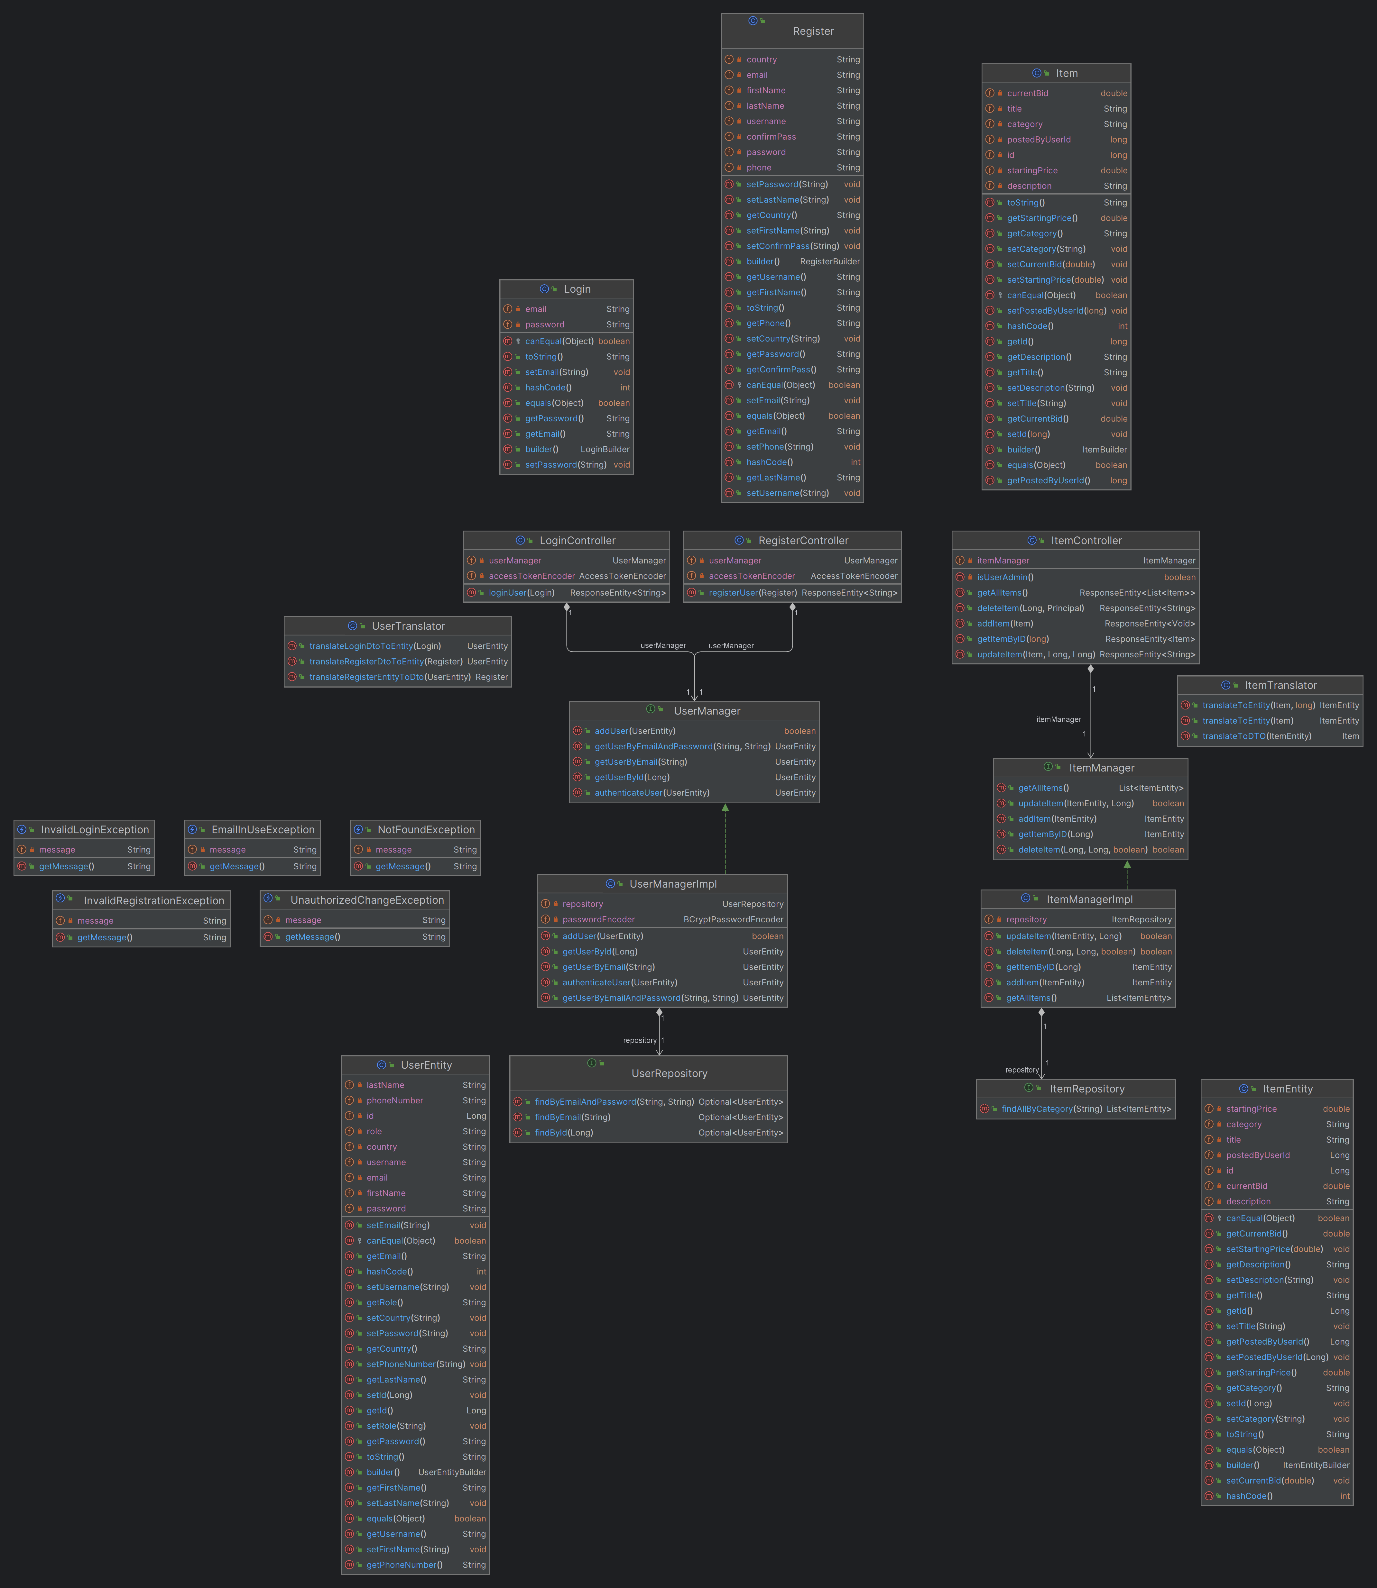 Register
country String
email String
firstName String
lastName String
username String
confirmPass String
password String
phone String
setPassword(String) void
setLastName(String) void
getCountry() String
setFirstName(String) void
setConfirmPass(String) void
builder() RegisterBuilder
getUsername() String
getFirstName() String
toString() String
getPhone() String
setCountry(String) void
getPassword() String
getConfirmPass() String
canEqual(Object) boolean
setEmail(String) void
equals(Object) boolean
getEmail() String
setPhone(String) void
hashCode() int
getLastName() String
setUsername(String) void
Item
currentBid double
title String
category String
postedByUserId long
id long
startingPrice double
description String
toString() String
getStartingPrice() double
getCategory() String
setCategory(String) void
setCurrentBid(double) void
setStartingPrice(double) void
canEqual(Object) boolean
setPostedByUserId(long) void
hashCode() int
getId() long
getDescription() String
getTitle() String
setDescription(String) void
setTitle(String) void
getCurrentBid() double
setId(long) void
builder() ItemBuilder
equals(Object) boolean
getPostedByUserId() long
Login
email String
password String
canEqual(Object) boolean
toString() String
setEmail(String) void
hashCode() int
equals(Object) boolean
getPassword() String
getEmail() String
builder() LoginBuilder
setPassword(String) void
LoginController
userManager UserManager
accessTokenEncoder AccessTokenEncoder
loginUser(Login) ResponseEntity<String>
RegisterController
userManager UserManager
accessTokenEncoder AccessTokenEncoder
registerUser(Register) ResponseEntity<String>
ItemController
itemManager ItemManager
isUserAdmin() boolean
getAllItems() ResponseEntity<List<Item>>
deleteItem(Long, Principal) ResponseEntity<String>
addItem(Item) ResponseEntity<Void>
getItemByID(long) ResponseEntity<Item>
updateItem(Item, Long, Long) ResponseEntity<String>
1
1
UserTranslator
translateLoginDtoToEntity(Login) UserEntity
translateRegisterDtoToEntity(Register) UserEntity
translateRegisterEntityToDto(UserEntity) Register
userManager
userManager
1
1
1
itemManager
1
ItemTranslator
translateToEntity(Item, long) ItemEntity
translateToEntity(Item) ItemEntity
translateToDTO(ItemEntity) Item
UserManager
addUser(UserEntity) boolean
getUserByEmailAndPassword(String, String) UserEntity
getUserByEmail(String) UserEntity
getUserById(Long) UserEntity
authenticateUser(UserEntity) UserEntity
ItemManager
getAllItems() List<ItemEntity>
updateItem(ItemEntity, Long) boolean
addItem(ItemEntity) ItemEntity
getItemByID(Long) ItemEntity
deleteItem(Long, Long, boolean) boolean
InvalidLoginException
message String
getMessage() String
EmailInUseException
message String
getMessage() String
NotFoundException
message String
getMessage() String
InvalidRegistrationException
message String
getMessage() String
UnauthorizedChangeException
message String
getMessage() String
UserManagerImpl
repository UserRepository
passwordEncoder BCryptPasswordEncoder
addUser(UserEntity) boolean
getUserById(Long) UserEntity
getUserByEmail(String) UserEntity
authenticateUser(UserEntity) UserEntity
getUserByEmailAndPassword(String, String) UserEntity
ItemManagerImpl
repository ItemRepository
updateItem(ItemEntity, Long) boolean
deleteItem(Long, Long, boolean) boolean
getItemByID(Long) ItemEntity
addItem(ItemEntity) ItemEntity
getAllItems() List<ItemEntity>
1
repository
1
1
1
repository
UserEntity
lastName String
phoneNumber String
id Long
role String
country String
username String
email String
firstName String
password String
setEmail(String) void
canEqual(Object) boolean
getEmail() String
hashCode() int
setUsername(String) void
getRole() String
setCountry(String) void
setPassword(String) void
getCountry() String
setPhoneNumber(String) void
getLastName() String
setId(Long) void
getId() Long
setRole(String) void
getPassword() String
toString() String
builder() UserEntityBuilder
getFirstName() String
setLastName(String) void
equals(Object) boolean
getUsername() String
setFirstName(String) void
getPhoneNumber() String
UserRepository
findByEmailAndPassword(String, String) Optional<UserEntity>
findByEmail(String) Optional<UserEntity>
findById(Long) Optional<UserEntity>
ItemRepository
findAllByCategory(String) List<ItemEntity>
ItemEntity
startingPrice double
category String
title String
postedByUserId Long
id Long
currentBid double
description String
canEqual(Object) boolean
getCurrentBid() double
setStartingPrice(double) void
getDescription() String
setDescription(String) void
getTitle() String
getId() Long
setTitle(String) void
getPostedByUserId() Long
setPostedByUserId(Long) void
getStartingPrice() double
getCategory() String
setId(Long) void
setCategory(String) void
toString() String
equals(Object) boolean
builder() ItemEntityBuilder
setCurrentBid(double) void
hashCode() int